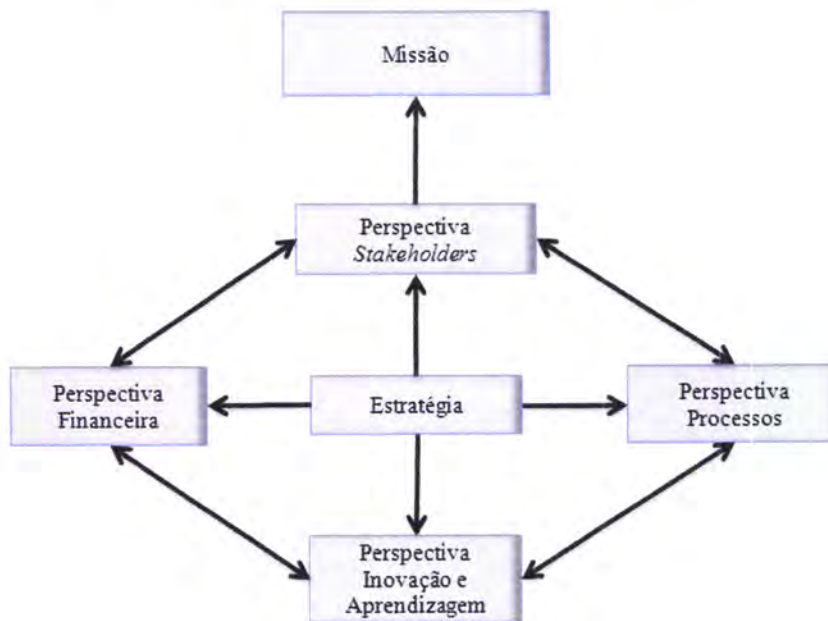 Missão
Perspectiva
Stakeholders
Perspectiva
Financeira
Estratégia
Perspectiva
Processos
Perspectiva
Inovação e
Aprendizagem